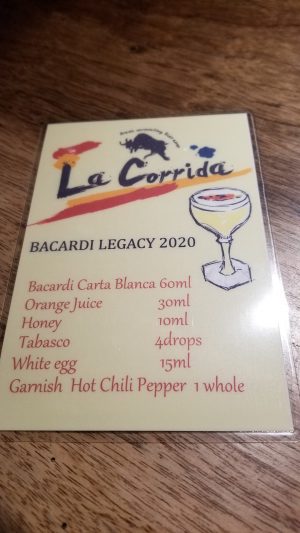 La Corrida
BACARDI LEGACY 2020
Bacardi Carta Blanca 60ml
Orange Juice 30ml
Honey 10ml
Tabasco 4drops
White egg 15ml
Garnish Hot Chili Pepper 1 whole